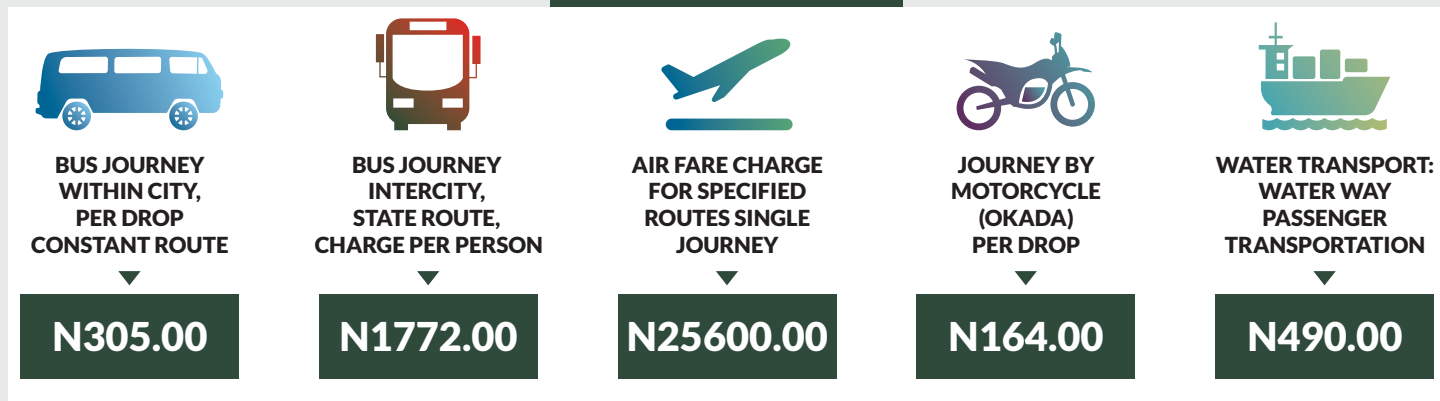 BUS JOURNEY
WITHIN CITY,
PER DROP
CONSTANT ROUTE
N305.00
BUS JOURNEY
INTERCITY,
STATE ROUTE,
CHARGE PER PERSON
N1772.00
AIR FARE CHARGE
FOR SPECIFIED
ROUTES SINGLE
JOURNEY
N25600.00
JOURNEY BY
MOTORCYCLE
(OKADA)
PER DROP
N164.00
WATER TRANSPORT:
WATER WAY
PASSENGER
TRANSPORTATION
N490.00